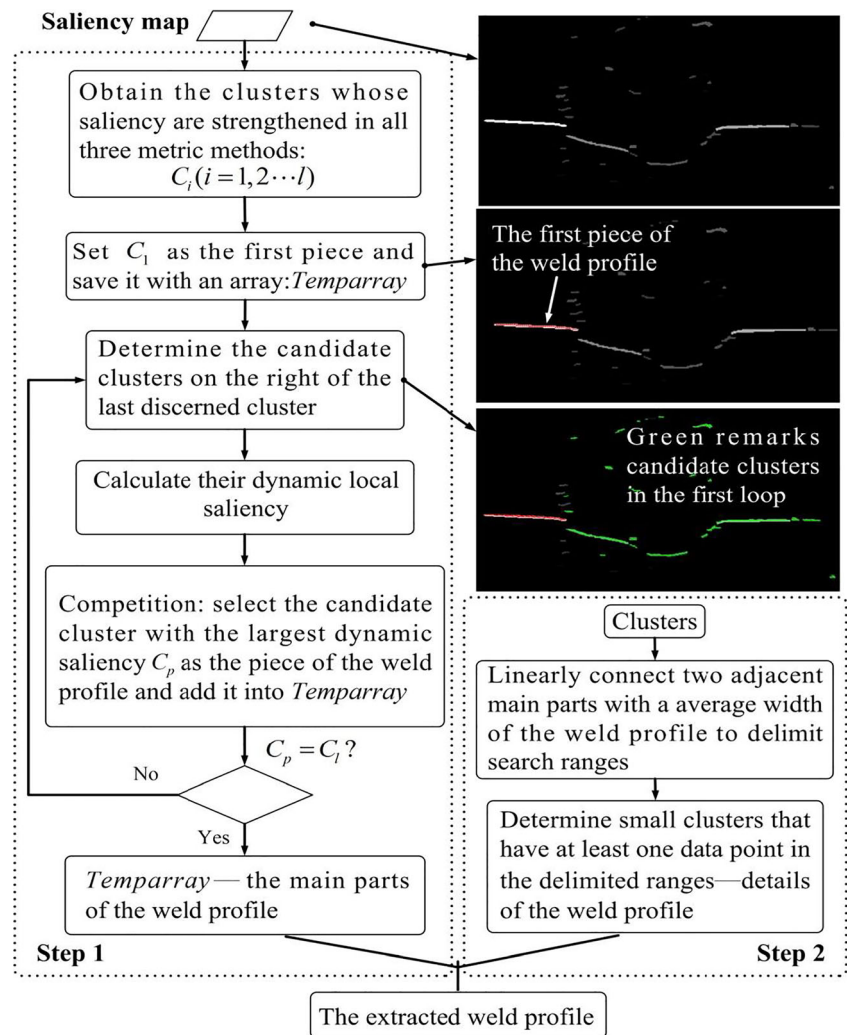 Saliency map
Obtain the clusters whose
saliency are strengthened in all
three metric methods:
C_i(i=1,2⋯l)
Set C_1 as the first piece and
save it with an array:Temparray
Determine the candidate
clusters on the right of the
last discerned cluster
Calculate their dynamic local
saliency
Competition: select the candidate
cluster with the largest dynamic
saliency C_p as the piece of the weld
profile and add it into Temparray
C_p=C_l?
No
Yes
Temparray— the main parts
of the weld profile
Step 1
The first piece of
the weld profile
Green remarks
candidate clusters
in the first loop
Clusters
Linearly connect two adjacent
main parts with a average width
of the weld profile to delimit
search ranges
Determine small clusters that
have at least one data point in
the delimited ranges—details
of the weld profile
Step 2
The extracted weld profile